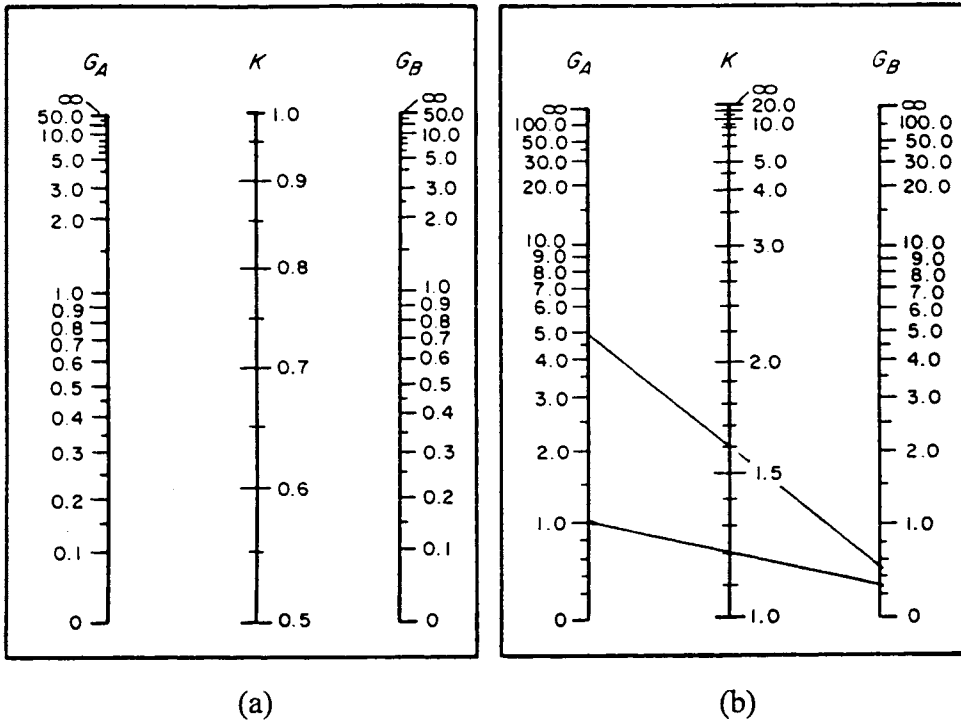 G_A K G_B
∞ ∞
50.0 1.0 50.0
10.0 10.0
5.0 5.0
3.0 0.9 3.0
2.0 2.0
0.8
1.0 1.0
0.9 0.9
0.8 0.8
0.7 0.7
0.6 0.7 0.6
0.5 0.5
0.4 0.4
0.3 0.3
0.2 0.6 0.2
0.1 0.1
0 0.5 0
(a)
G_A K G_B
∞ ∞ ∞
100.0 20.0 100.0
50.0 10.0 50.0
30.0 5.0 30.0
20.0 4.0 20.0
10.0 3.0 10.0
9.0 9.0
8.0 8.0
7.0 7.0
6.0 6.0
5.0 5.0
4.0 2.0 4.0
3.0 3.0
2.0 1.5 2.0
1.0 1.0
0 1.0 0
(b)